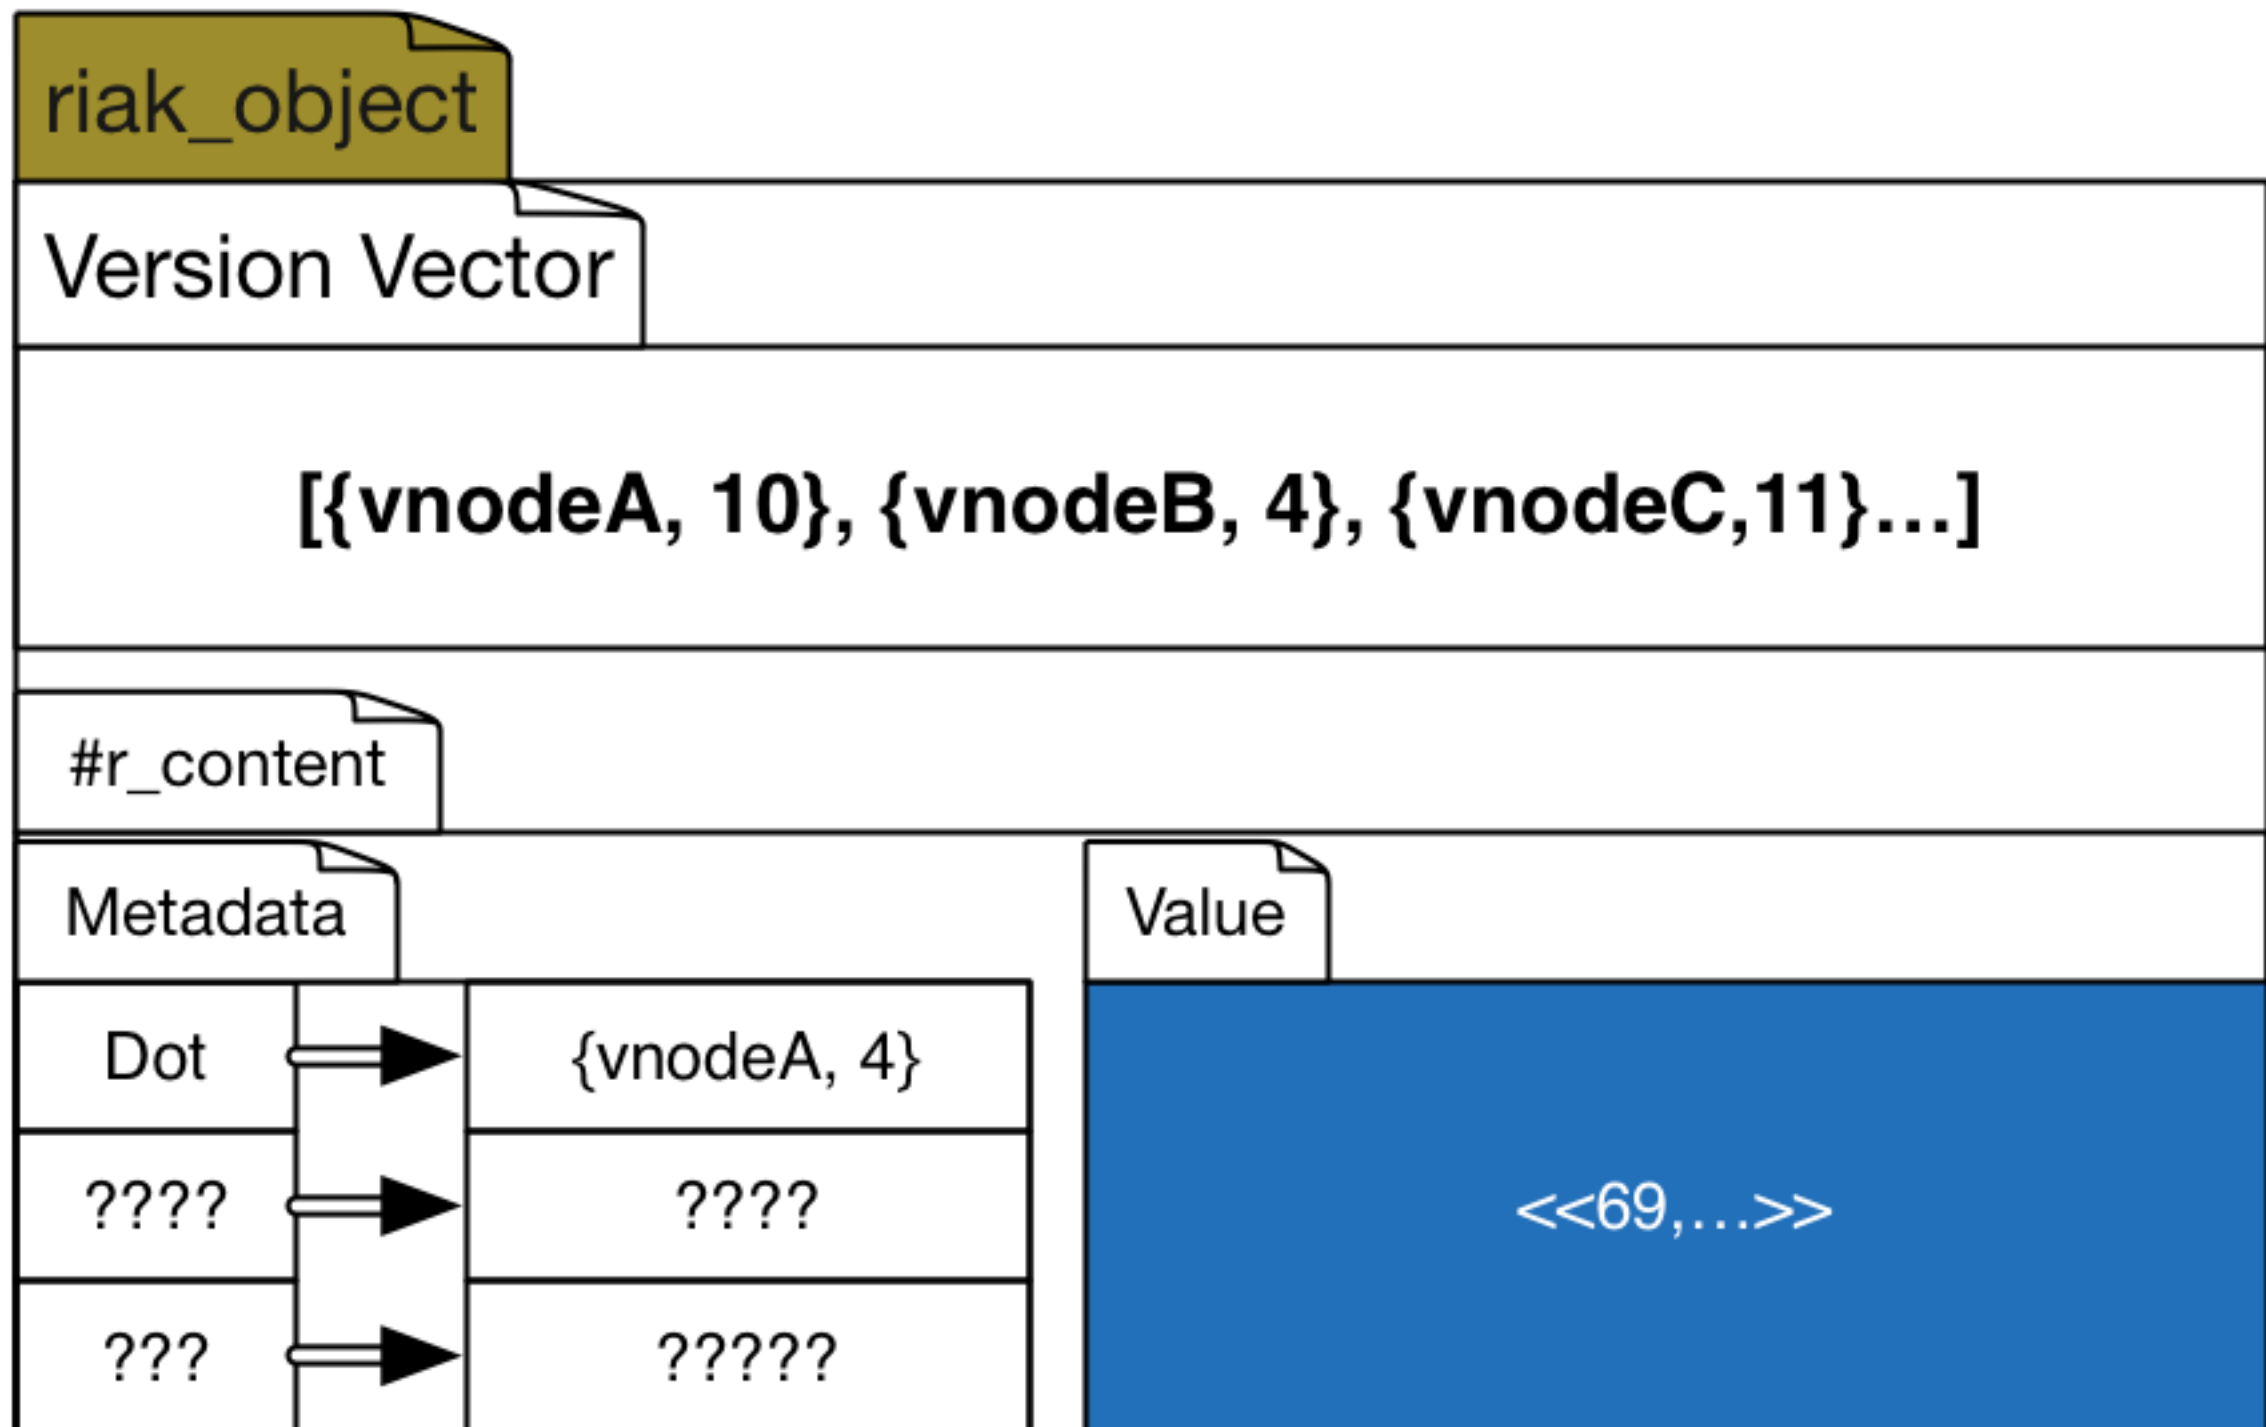 riak_object
Version Vector
[{vnodeA, 10}, {vnodeB, 4}, {vnodeC,11}…]
#r_content
Metadata
Value
Dot
{vnodeA, 4}
????
????
<<69,…>>
???
?????